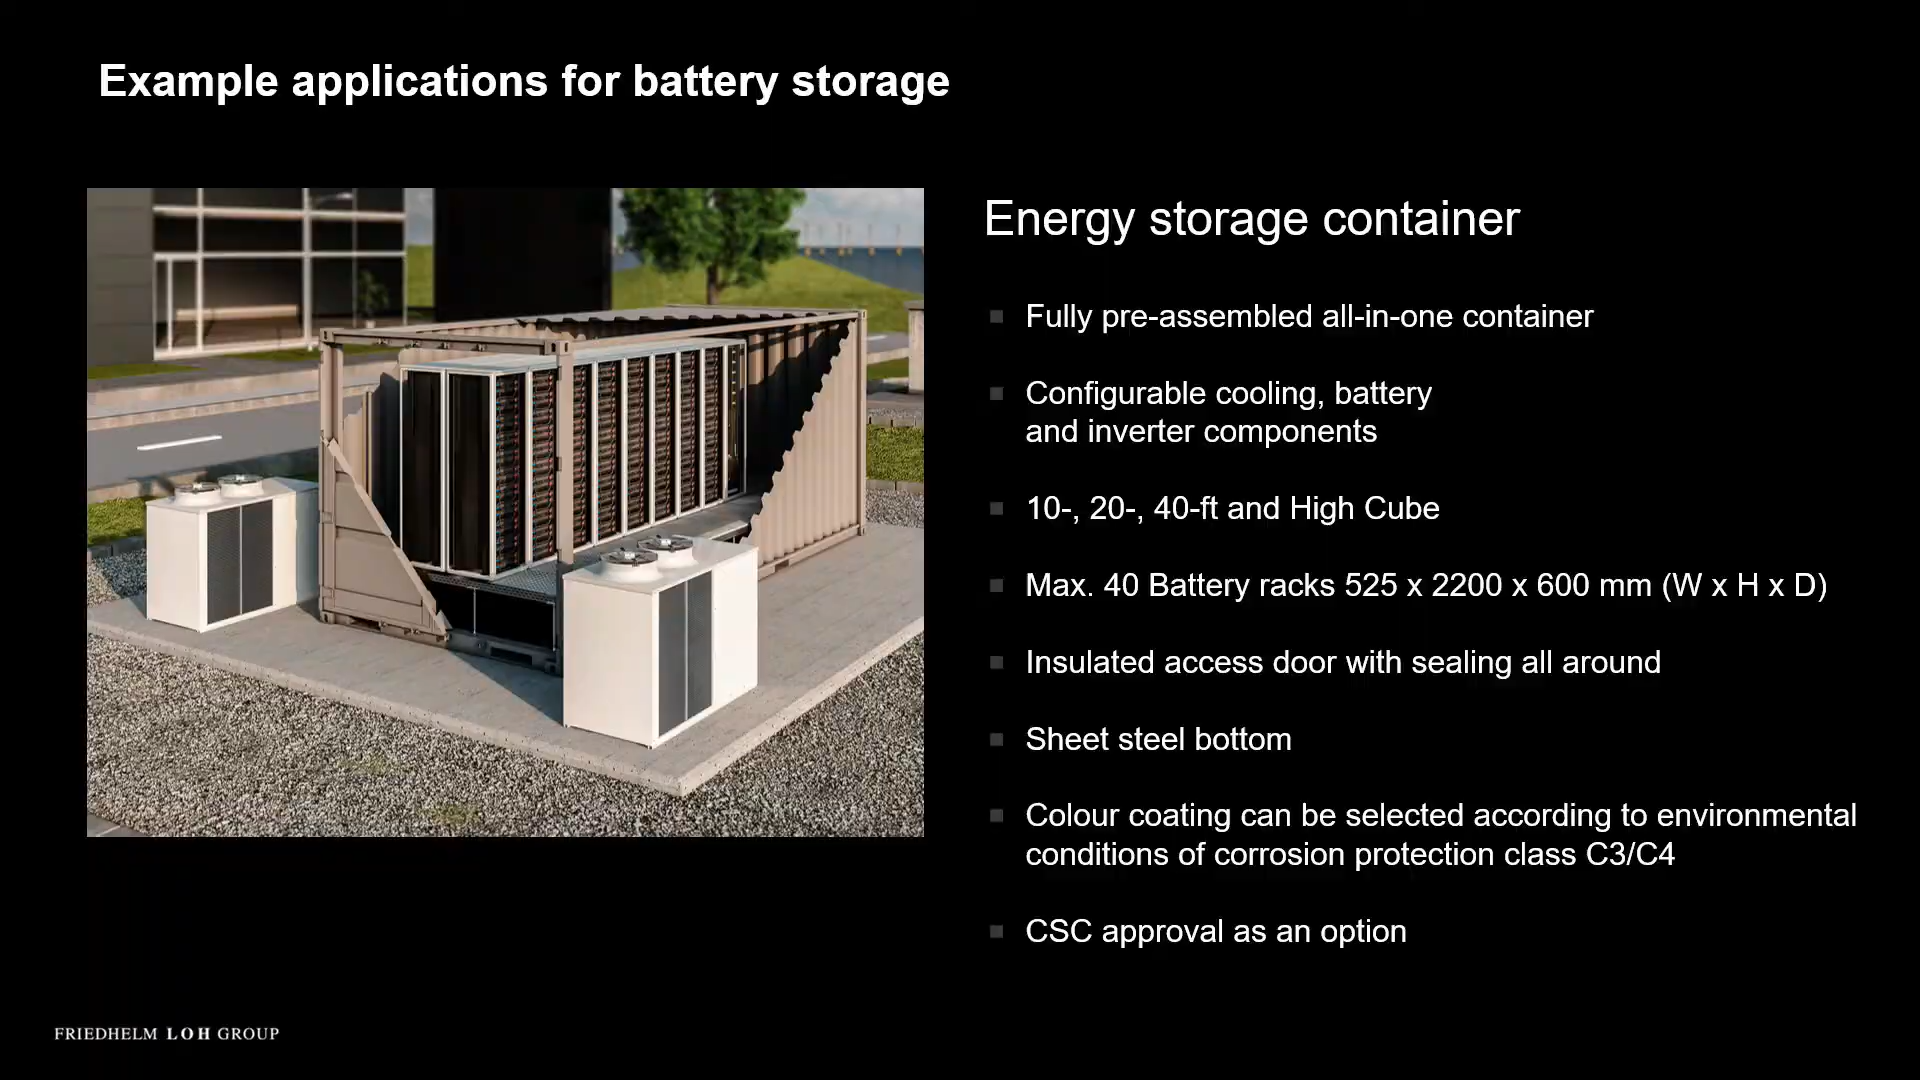 Example applications for battery storage
Energy storage container
Fully pre-assembled all-in-one container
Configurable cooling, battery
and inverter components
10-, 20-, 40-ft and High Cube
Max. 40 Battery racks 525 x 2200 x 600 mm (W x H x D)
Insulated access door with sealing all around
Sheet steel bottom
Colour coating can be selected according to environmental
conditions of corrosion protection class C3/C4
CSC approval as an option
FRIEDHELM LOH GROUP